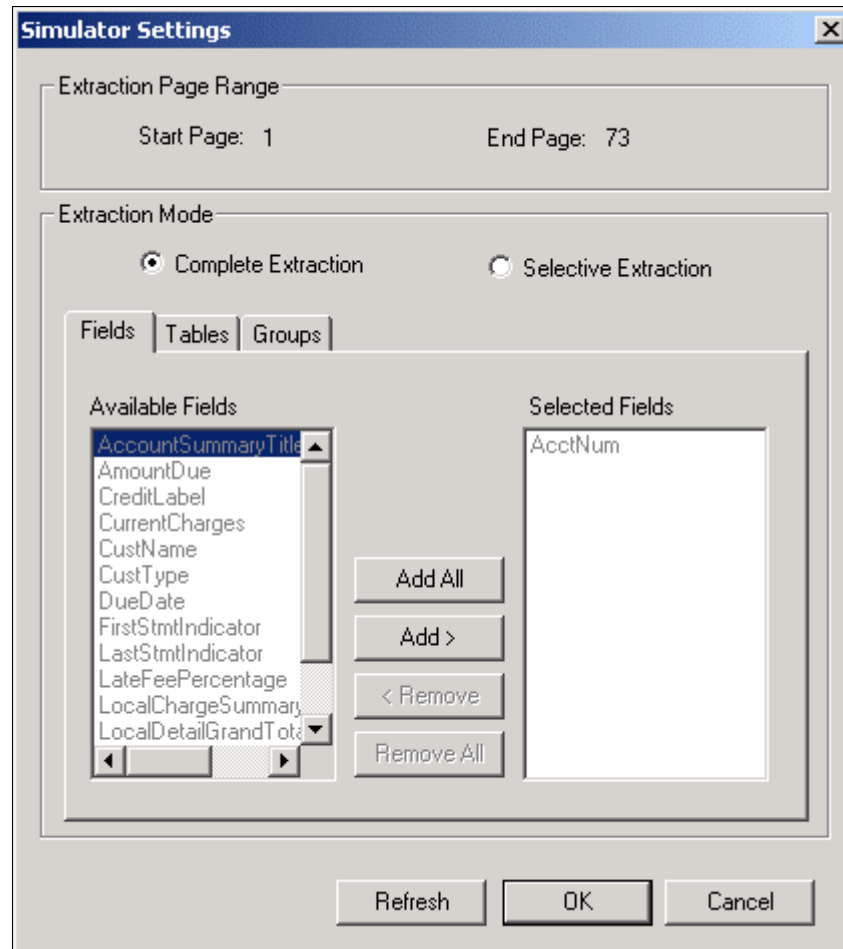 Simulator Settings
Extraction Page Range
Start Page: 1 End Page: 73
Extraction Mode
Complete Extraction Selective Extraction
Fields Tables Groups
Available Fields
AccountSummaryTitle
AmountDue
CreditLabel
CurrentCharges
CustName
CustType
DueDate
FirstStmtIndicator
LastStmtIndicator
LateFeePercentage
LocalChargeSummary
LocalDetailGrandTota
Add All
Add >
< Remove
Remove All
Selected Fields
AcctNum
Refresh OK Cancel